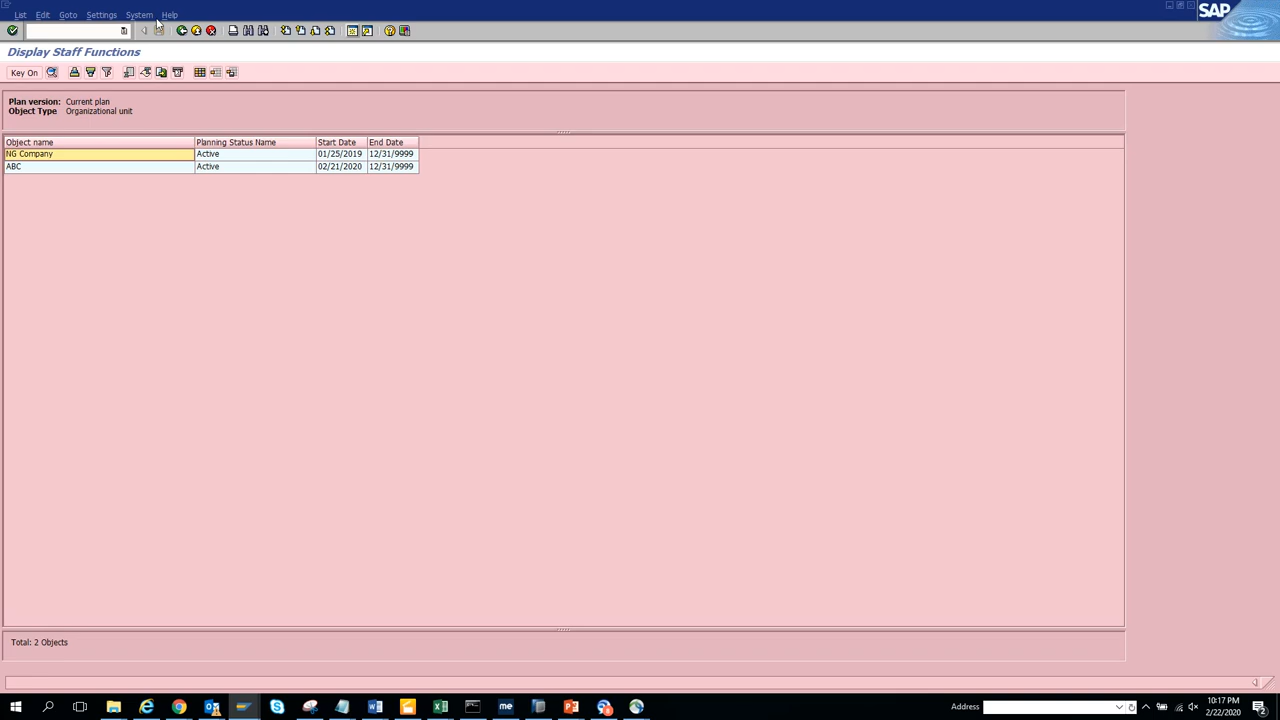 List Edit Goto Settings System Help
SAP
Display Staff Functions
Key On
Plan version: Current plan
Object Type Organizational unit
Object name Planning Status Name Start Date End Date
NG Company Active 01/25/2019 12/31/9999
ABC Active 02/21/2020 12/31/9999
Total: 2 Objects
Address
10:17 PM
2/22/2020